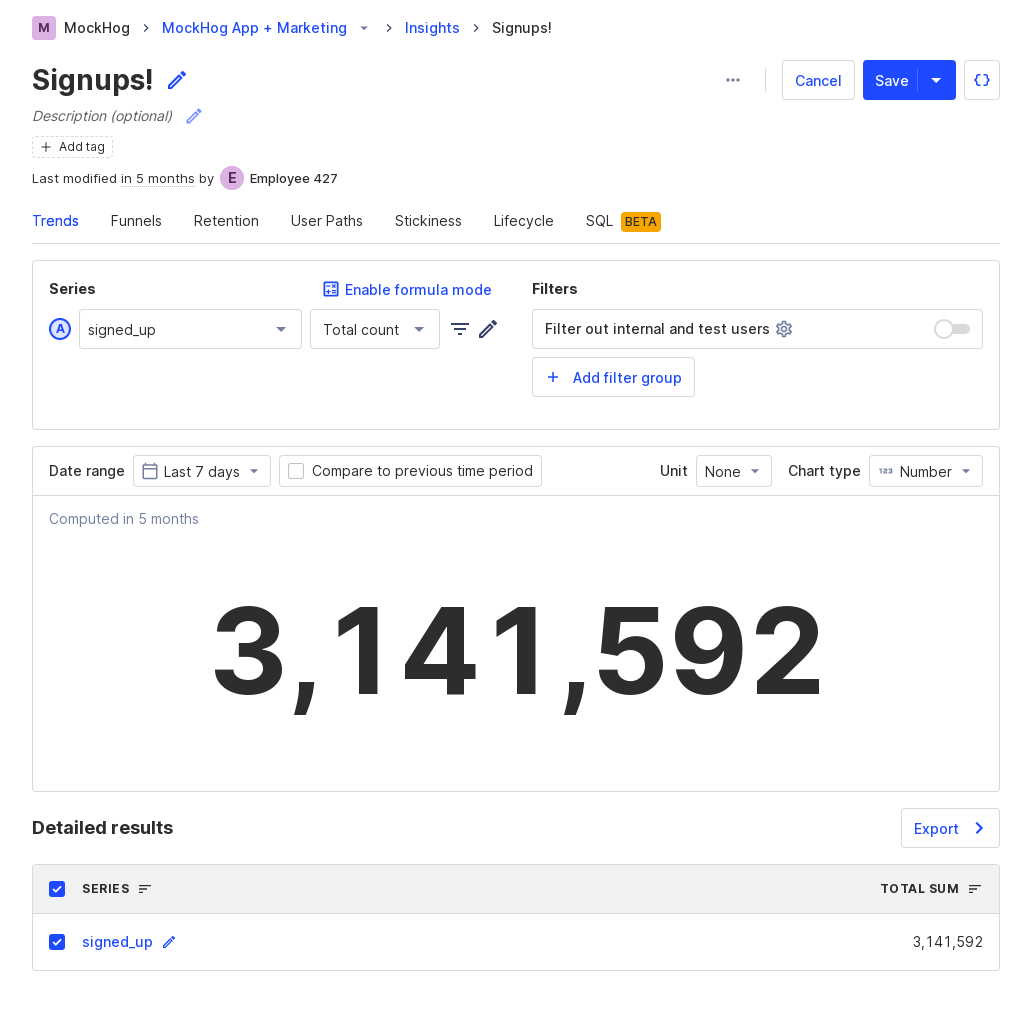 M MockHog MockHog App + Marketing Insights Signups!
Signups!
Cancel Save
Description (optional)
Add tag
Last modified in 5 months by E Employee 427
Trends Funnels Retention User Paths Stickiness Lifecycle SQL BETA
Series Enable formula mode
A signed_up Total count
Filters
Filter out internal and test users
Add filter group
Date range Last 7 days Compare to previous time period Unit None Chart type 123 Number
Computed in 5 months
3,141,592
Detailed results Export
SERIES TOTAL SUM
signed_up 3,141,592